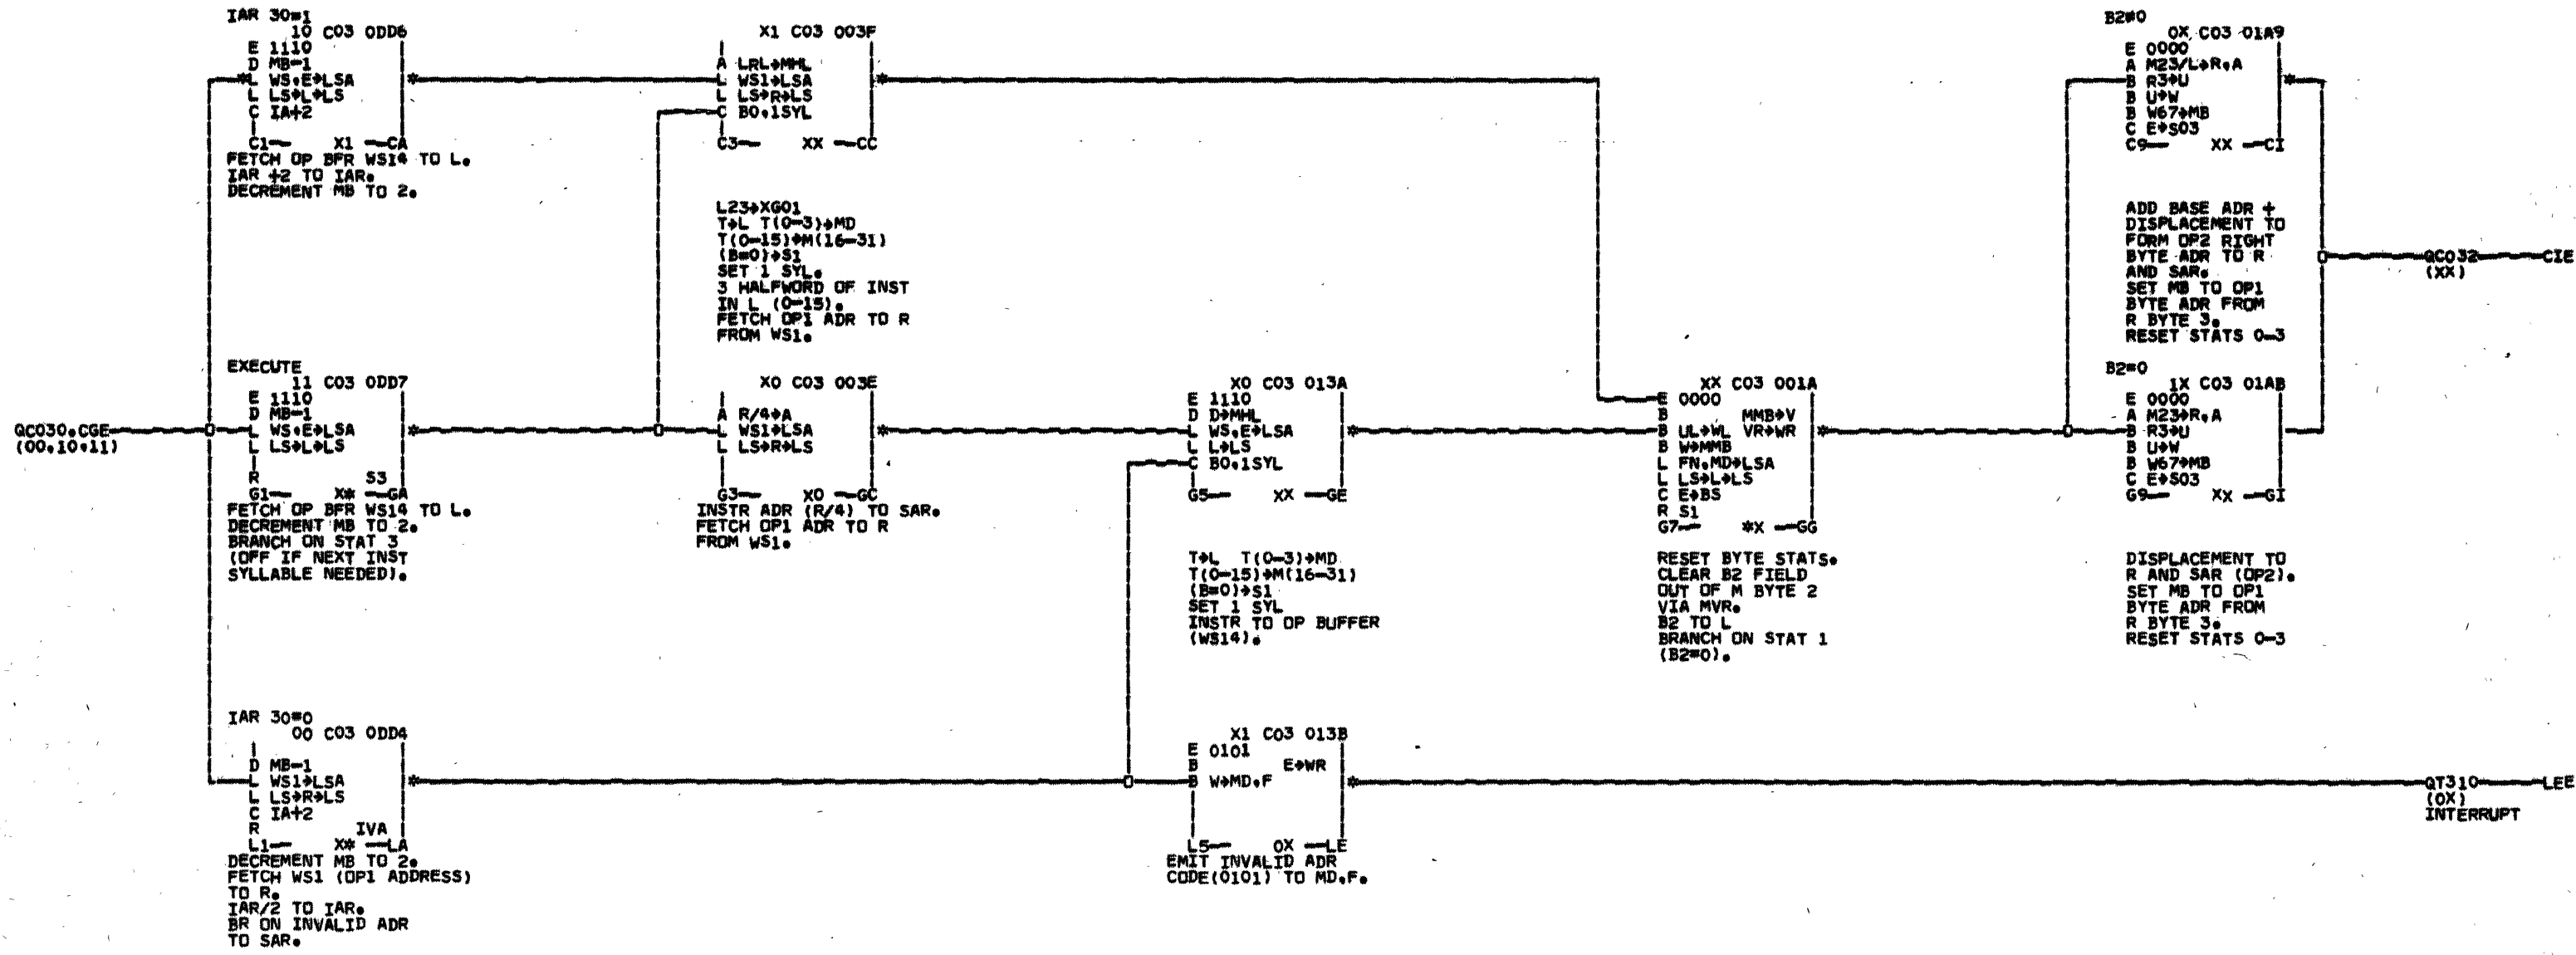 IAR 30=1
10 C03 0DD6
E 1110
D MB-1
*L WS.E→LSA *
L LS→L→LS
C IA+2
C1— X1 —CA
FETCH OP BFR WS14 TO L.
IAR +2 TO IAR.
DECREMENT MB TO 2.
X1 C03 003F
A LRL→MHL
L WS1→LSA *
L LS→R→LS
C B0.1SYL
C3— XX —CC
L23→XG01
T→L T(0-3)→MD
T(0-15)→M(16-31)
(B=0)→S1
SET 1 SYL.
3 HALFWORD OF INST
IN L (0-15).
FETCH OP1 ADR TO R
FROM WS1.
B2≠0
0X C03 01A9
E 0000
A M23/L→R,A
B R3→U *
B U→W
B W67→MB
C E→S03
C9— XX —CI
ADD BASE ADR +
DISPLACEMENT TO
FORM OP2 RIGHT
BYTE ADR TO R
AND SAR.
SET MB TO OP1
BYTE ADR FROM
R BYTE 3.
RESET STATS 0-3
QC032 CIE
(XX)
QC030.CGE
(00.10.11)
EXECUTE
11 C03 0DD7
E 1110
D MB-1
L WS.E→LSA *
L LS→L→LS
R S3
G1— X* —GA
FETCH OP BFR WS14 TO L.
DECREMENT MB TO 2.
BRANCH ON STAT 3
(OFF IF NEXT INST
SYLLABLE NEEDED).
X0 C03 003E
A R/4→A
L WS1→LSA *
L LS→R→LS
G3— X0 —GC
INSTR ADR (R/4) TO SAR.
FETCH OP1 ADR TO R
FROM WS1.
X0 C03 013A
E 1110
D D→MHL
L WS.E→LSA *
L L→LS
C B0.1SYL
G5— XX —GE
T→L T(0-3)→MD
T(0-15)→M(16-31)
(B=0)→S1
SET 1 SYL
INSTR TO OP BUFFER
(WS14).
XX C03 001A
E 0000
B MMB→V
B UL→WL VR→WR *
B W→MMB
L FN.MD→LSA
L LS→L→LS
C E→BS
R S1
G7— *X —GG
RESET BYTE STATS.
CLEAR B2 FIELD
OUT OF M BYTE 2
VIA MVR.
B2 TO L
BRANCH ON STAT 1
(B2=0).
B2=0
1X C03 01AB
E 0000
A M23→R,A
B R3→U
B U→W
B W67→MB
C E→S03
G9— XX —GI
DISPLACEMENT TO
R AND SAR (OP2).
SET MB TO OP1
BYTE ADR FROM
R BYTE 3.
RESET STATS 0-3
IAR 30=0
00 C03 0DD4
D MB-1
L WS1→LSA *
L LS→R→LS
C IA+2
R IVA
L1— X* —LA
DECREMENT MB TO 2.
FETCH WS1 (OP1 ADDRESS)
TO R.
IAR/2 TO IAR.
BR ON INVALID ADR
TO SAR.
X1 C03 013B
E 0101
B E→WR
B W→MD.F *
L5— 0X —LE
EMIT INVALID ADR
CODE(0101) TO MD.F.
QT310 LEE
(0X)
INTERRUPT